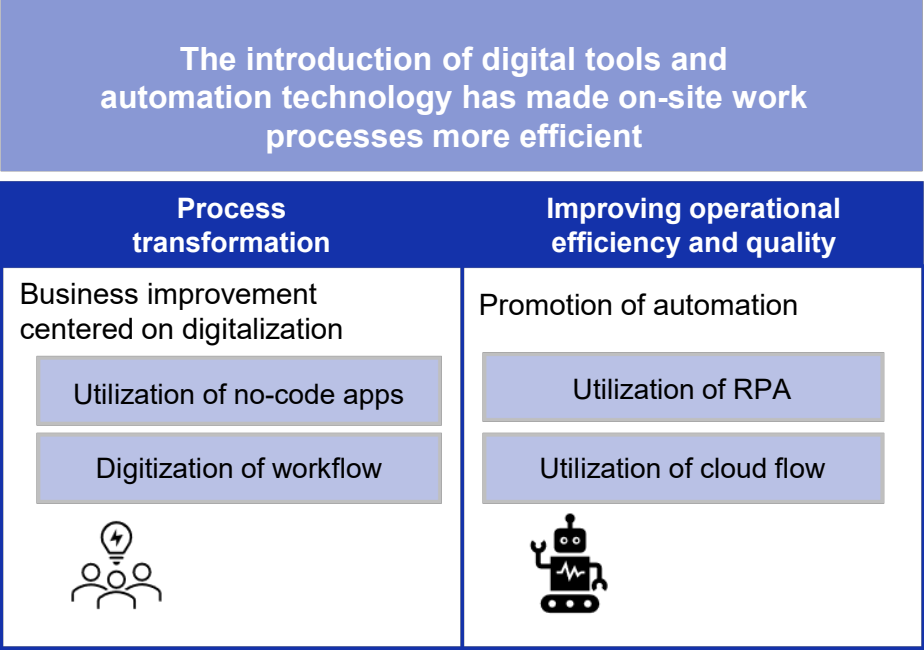 The introduction of digital tools and
automation technology has made on-site work
processes more efficient
Process
transformation
Improving operational
efficiency and quality
Business improvement
centered on digitalization
Utilization of no-code apps
Digitization of workflow
Promotion of automation
Utilization of RPA
Utilization of cloud flow